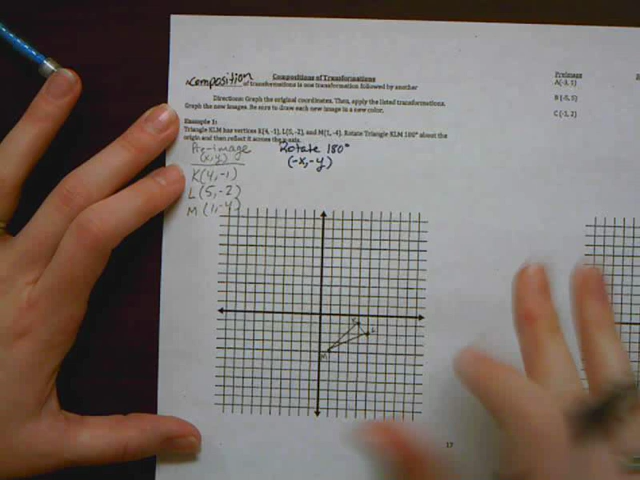 Compositions of Transformations
A composition of transformations is one transformation followed by another
Directions: Graph the original coordinates. Then, apply the listed transformations.
Graph the new images. Be sure to draw each new image in a new color.
Example 1:
Triangle KLM has vertices K(4, -1), L(5, -2), and M(1, -4). Rotate Triangle KLM 180° about the
origin and then reflect it across the
Pre-image
(x,y)
K(4,-1)
L(5,-2)
M(1,-4)
Rotate 180°
(-x,-y)
K
L
M
17
Preimage
A(-3, 1)
B(-5, 5)
C(-1, 2)